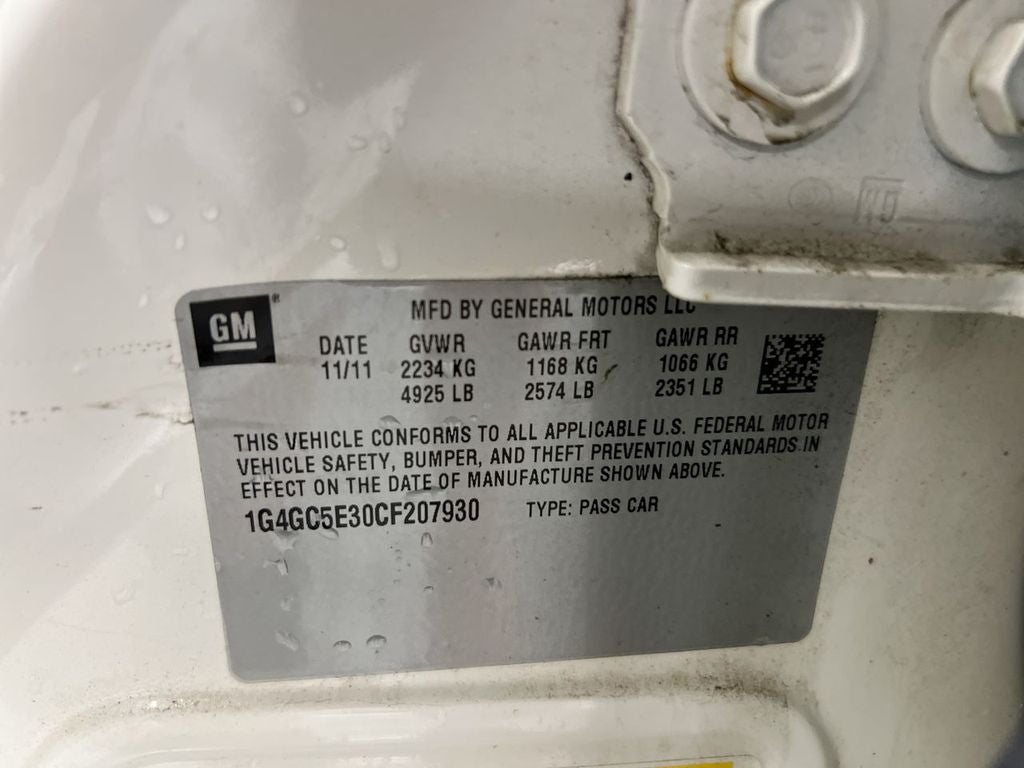 GM®
MFD BY GENERAL MOTORS LLC
DATE GVWR GAWR FRT GAWR RR
11/11 2234 KG 1168 KG 1066 KG
4925 LB 2574 LB 2351 LB
THIS VEHICLE CONFORMS TO ALL APPLICABLE U.S. FEDERAL MOTOR
VEHICLE SAFETY, BUMPER, AND THEFT PREVENTION STANDARDS IN
EFFECT ON THE DATE OF MANUFACTURE SHOWN ABOVE.
1G4GC5E30CF207930 TYPE: PASS CAR